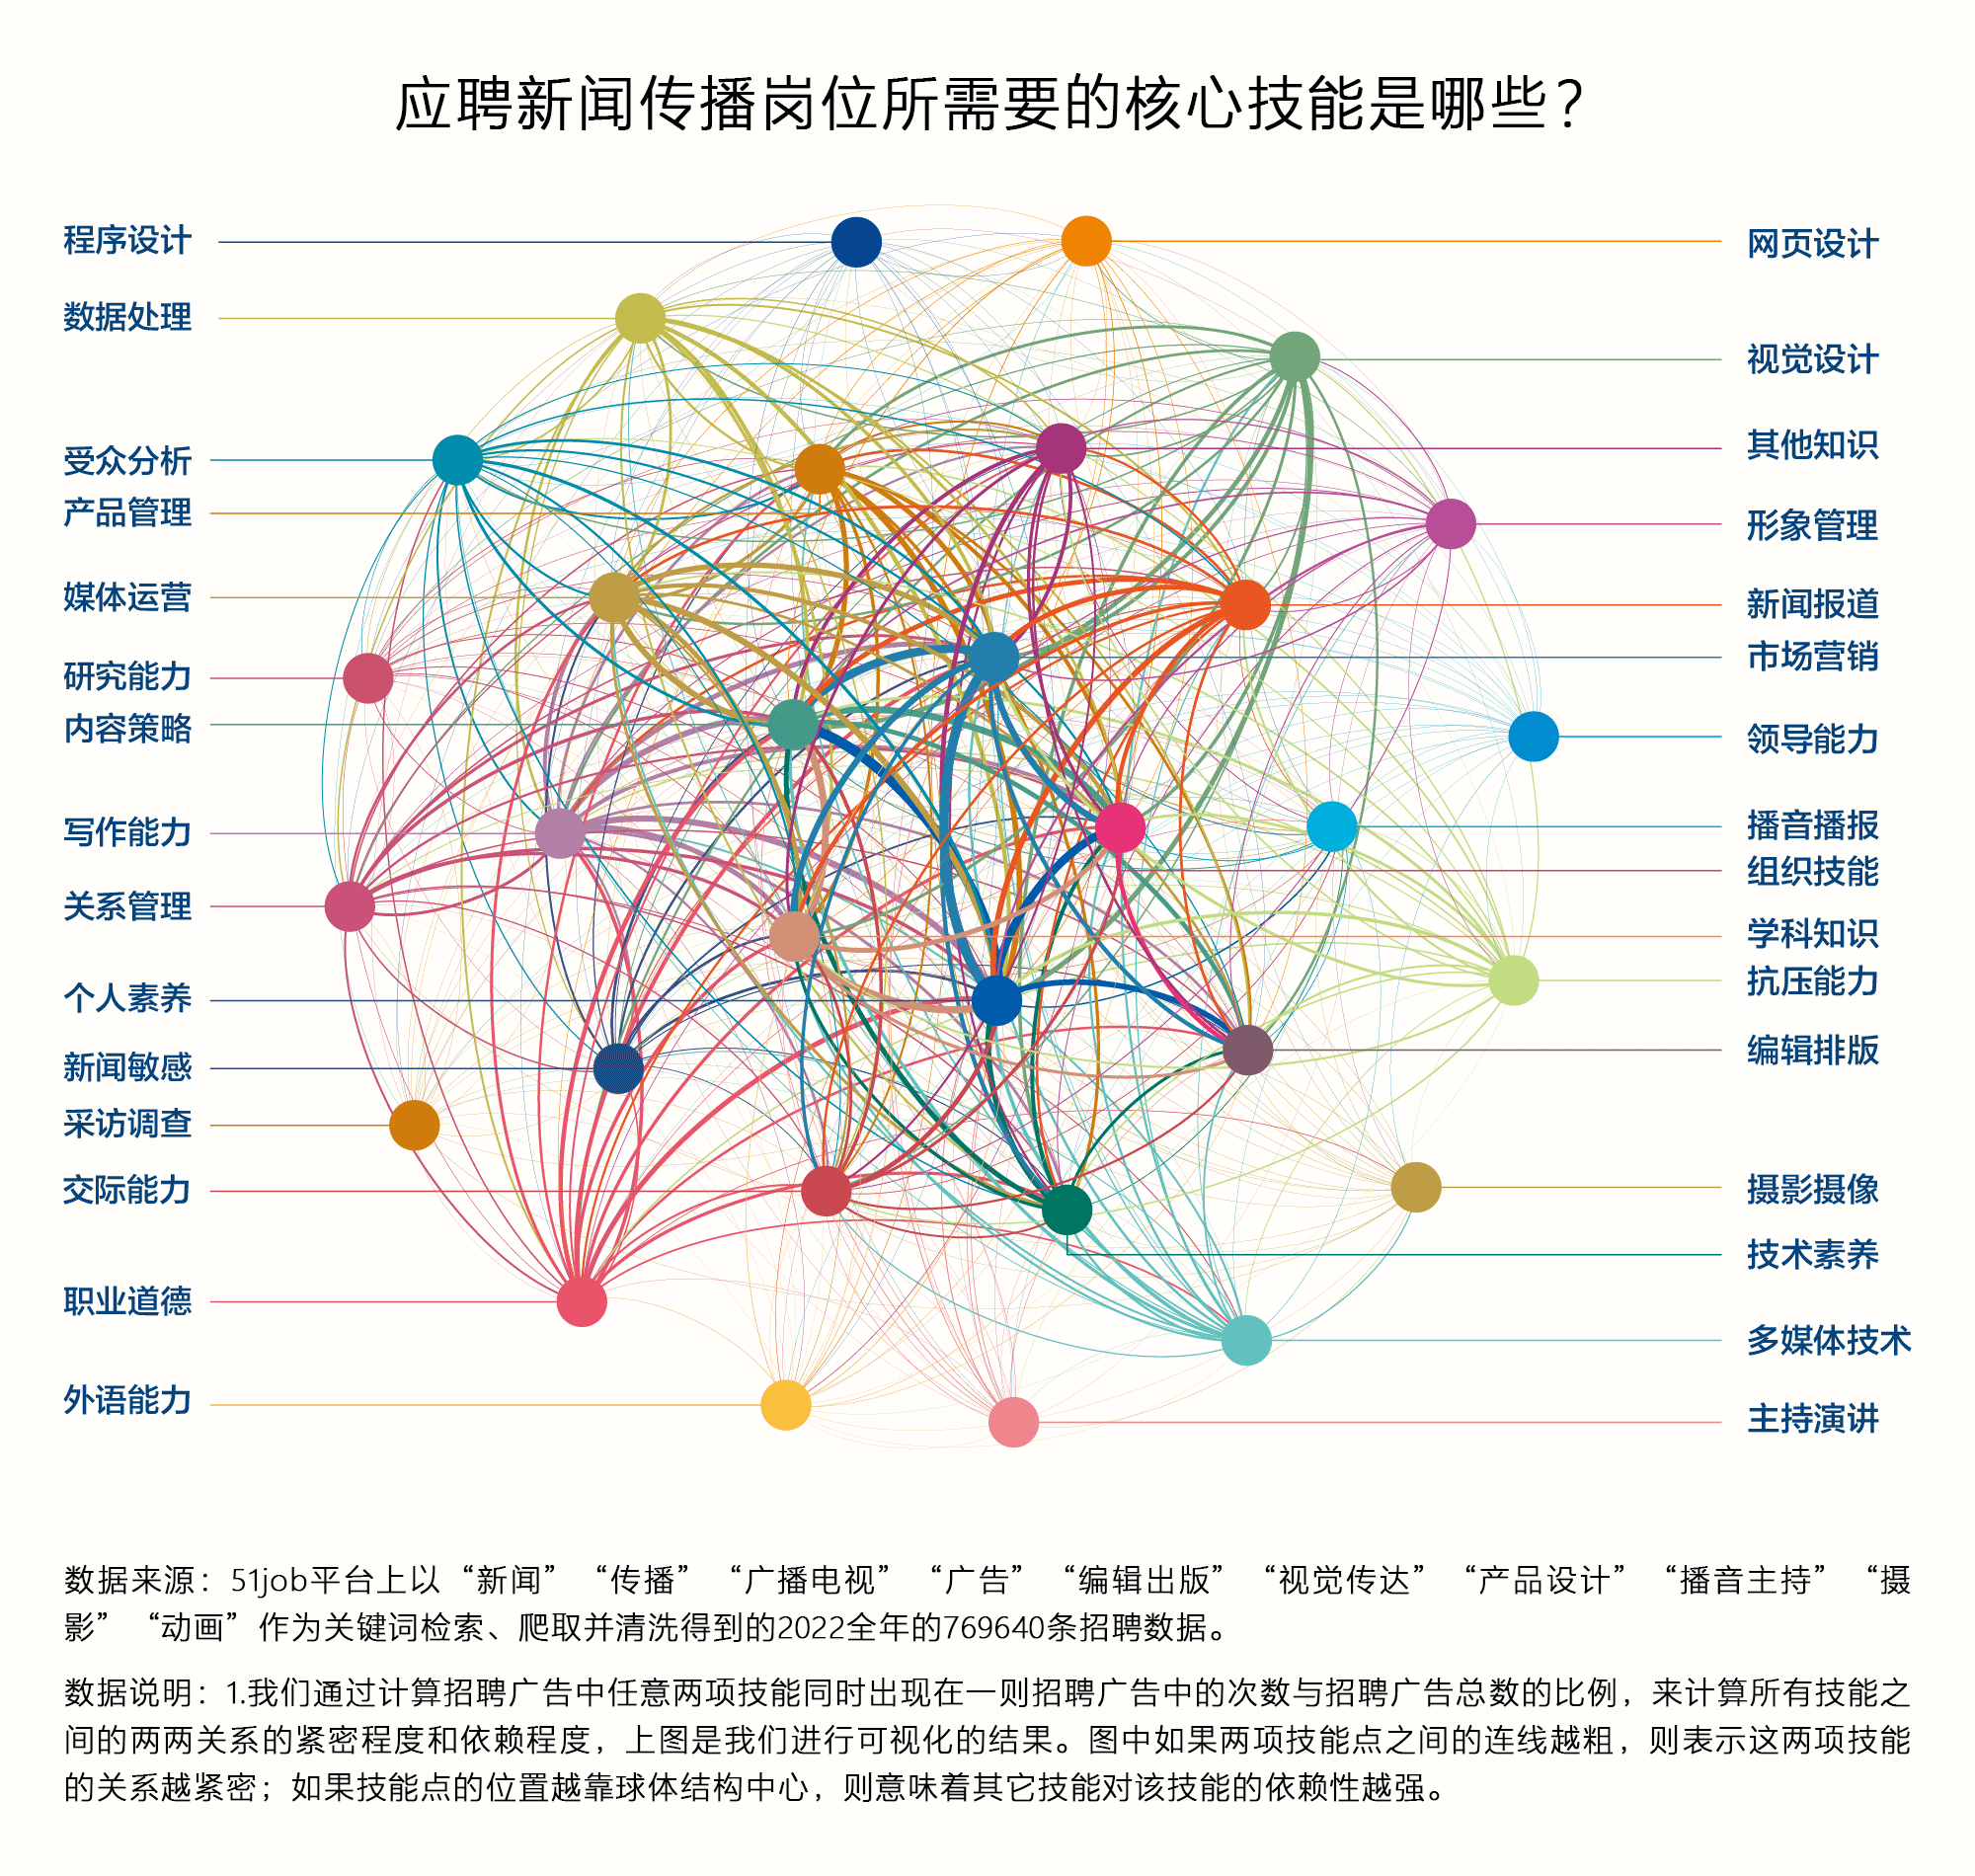 应聘新闻传播岗位所需要的核心技能是哪些？
程序设计
网页设计
数据处理
视觉设计
受众分析
其他知识
产品管理
形象管理
媒体运营
新闻报道
市场营销
研究能力
内容策略
领导能力
写作能力
播音播报
组织技能
关系管理
学科知识
抗压能力
个人素养
编辑排版
新闻敏感
采访调查
交际能力
摄影摄像
技术素养
职业道德
多媒体技术
外语能力
主持演讲
数据来源：51job平台上以“新闻”“传播”“广播电视”“广告”“编辑出版”“视觉传达”“产品设计”“播音主持”“摄
影”“动画”作为关键词检索、爬取并清洗得到的2022全年的769640条招聘数据。
数据说明：1.我们通过计算招聘广告中任意两项技能同时出现在一则招聘广告中的次数与招聘广告总数的比例，来计算所有技能之
间的两两关系的紧密程度和依赖程度，上图是我们进行可视化的结果。图中如果两项技能点之间的连线越粗，则表示这两项技能
的关系越紧密；如果技能点的位置越靠球体结构中心，则意味着其它技能对该技能的依赖性越强。